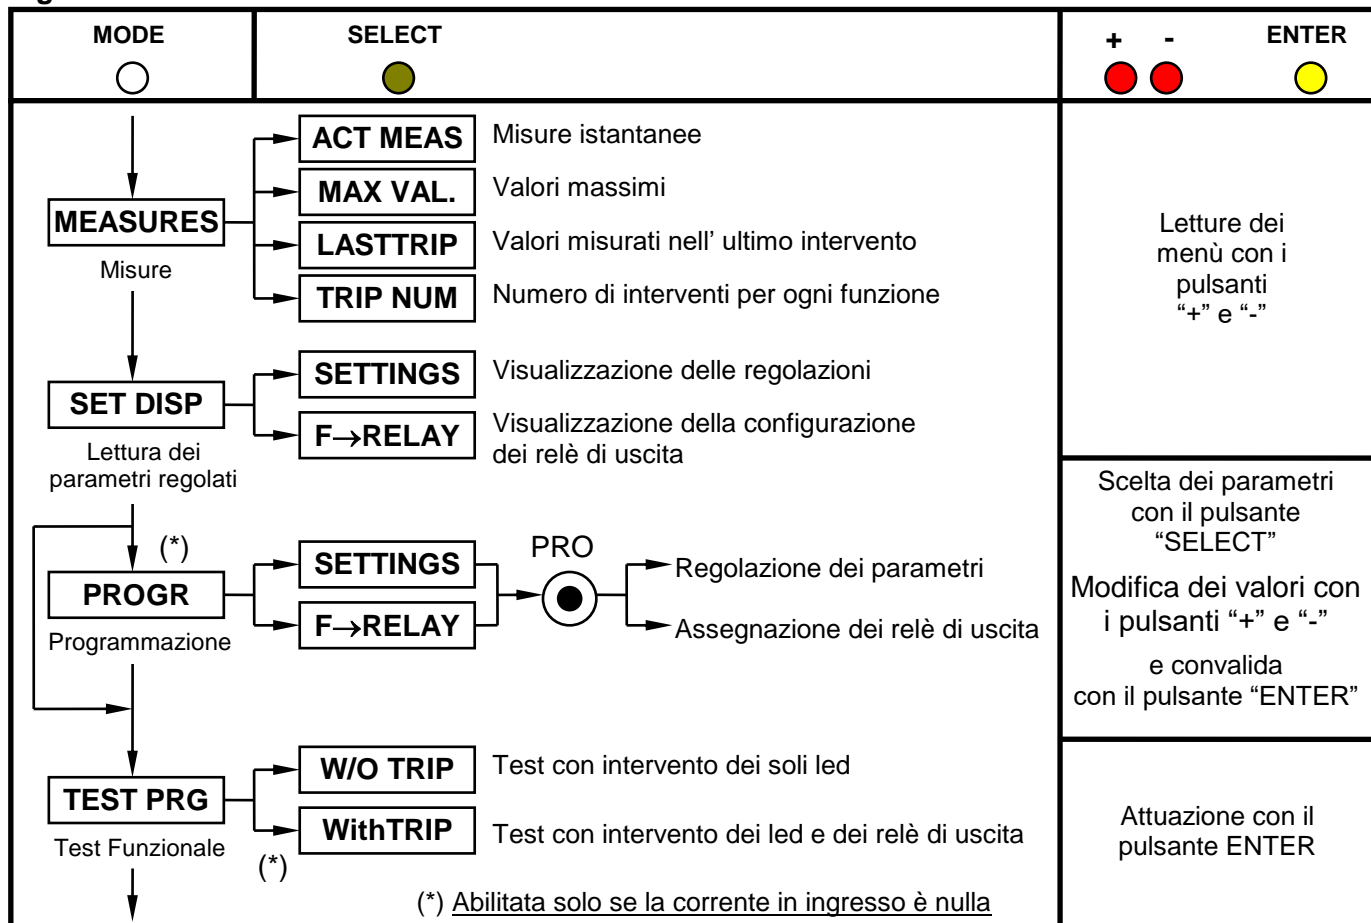 MODE
SELECT
+ -
ENTER
ACT MEAS Misure istantanee
MAX VAL. Valori massimi
MEASURES
Misure
LASTTRIP Valori misurati nell’ ultimo intervento
TRIP NUM Numero di interventi per ogni funzione
Letture dei
menù con i
pulsanti
“+” e “-”
SET DISP
Lettura dei
parametri regolati
SETTINGS Visualizzazione delle regolazioni
F→RELAY Visualizzazione della configurazione
dei relè di uscita
(*)
PROGR
Programmazione
SETTINGS
F→RELAY
PRO
Regolazione dei parametri
Assegnazione dei relè di uscita
Scelta dei parametri
con il pulsante
“SELECT”
Modifica dei valori con
i pulsanti “+” e “-”
e convalida
con il pulsante “ENTER”
TEST PRG
Test Funzionale
W/O TRIP Test con intervento dei soli led
WithTRIP Test con intervento dei led e dei relè di uscita
(*)
Attuazione con il
pulsante ENTER
(*) Abilitata solo se la corrente in ingresso è nulla